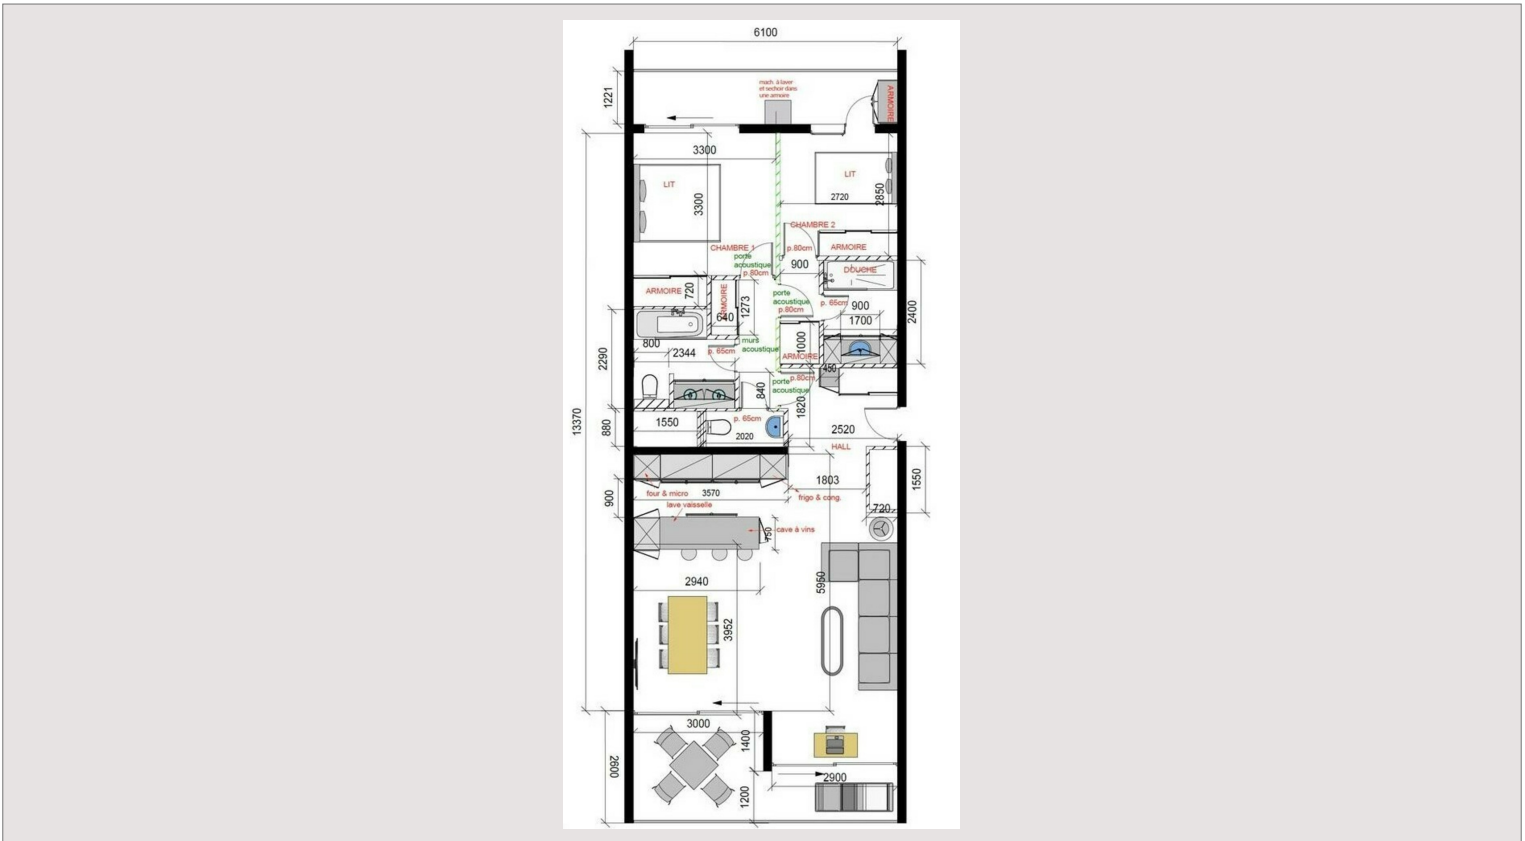 6100
1221
mach. à laver
et sechoir dans
une armoire
ARMOIRE
3300
LIT
3300
LIT
2720
2850
CHAMBRE 2
CHAMBRE 1
p.80cm
ARMOIRE
porte
acoustique
p.80cm
900
DOUCHE
ARMOIRE
720
ARMOIRE
640
1273
porte
acoustique
p.80cm
p. 65cm
900
1700
2400
800
2344
p. 65cm
murs
acoustique
1000
ARMOIRE
2290
p.80cm
450
porte
acoustique
840
1820
13370
880
1550
p. 65cm
2020
2520
HALL
1803
1550
four & micro
3570
frigo & cong.
900
lave vaisselle
720
750
cave à vins
2940
5950
3952
3000
1400
2600
2900
1200